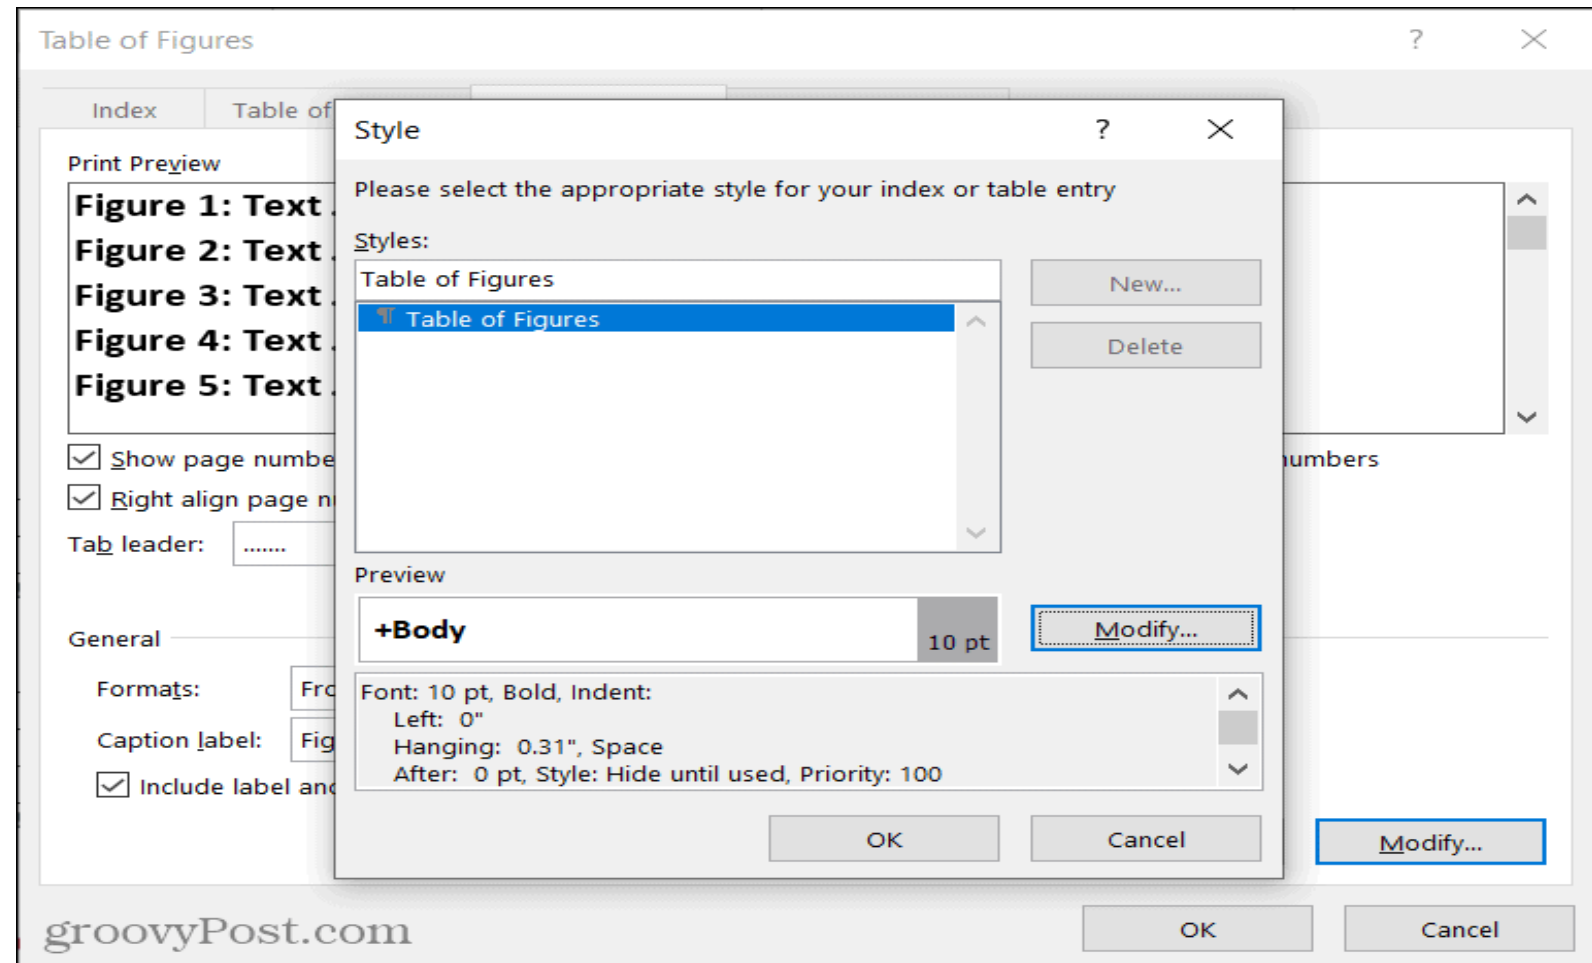 Table of Figures
?
Index
Table of
Style
?
Print Preview
Figure 1: Text .
Figure 2: Text .
Figure 3: Text .
Figure 4: Text .
Figure 5: Text .
Please select the appropriate style for your index or table entry
Styles:
Table of Figures
New...
¶ Table of Figures
Delete
Show page numbe
umbers
Right align page n
Tab leader: .......
Preview
+Body
10 pt
Modify...
General
Formats: Fro
Font: 10 pt, Bold, Indent:
Left: 0"
Hanging: 0.31", Space
After: 0 pt, Style: Hide until used, Priority: 100
Caption label: Fig
Include label and
OK
Cancel
Modify...
groovyPost.com
OK
Cancel